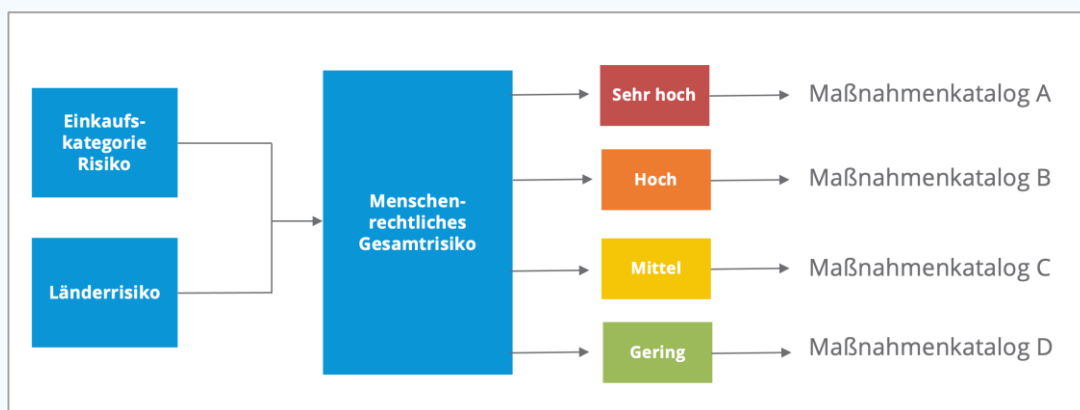 Einkaufs-
kategorie
Risiko
Länderrisiko
Menschen-
rechtliches
Gesamtrisiko
Sehr hoch
Maßnahmenkatalog A
Hoch
Maßnahmenkatalog B
Mittel
Maßnahmenkatalog C
Gering
Maßnahmenkatalog D